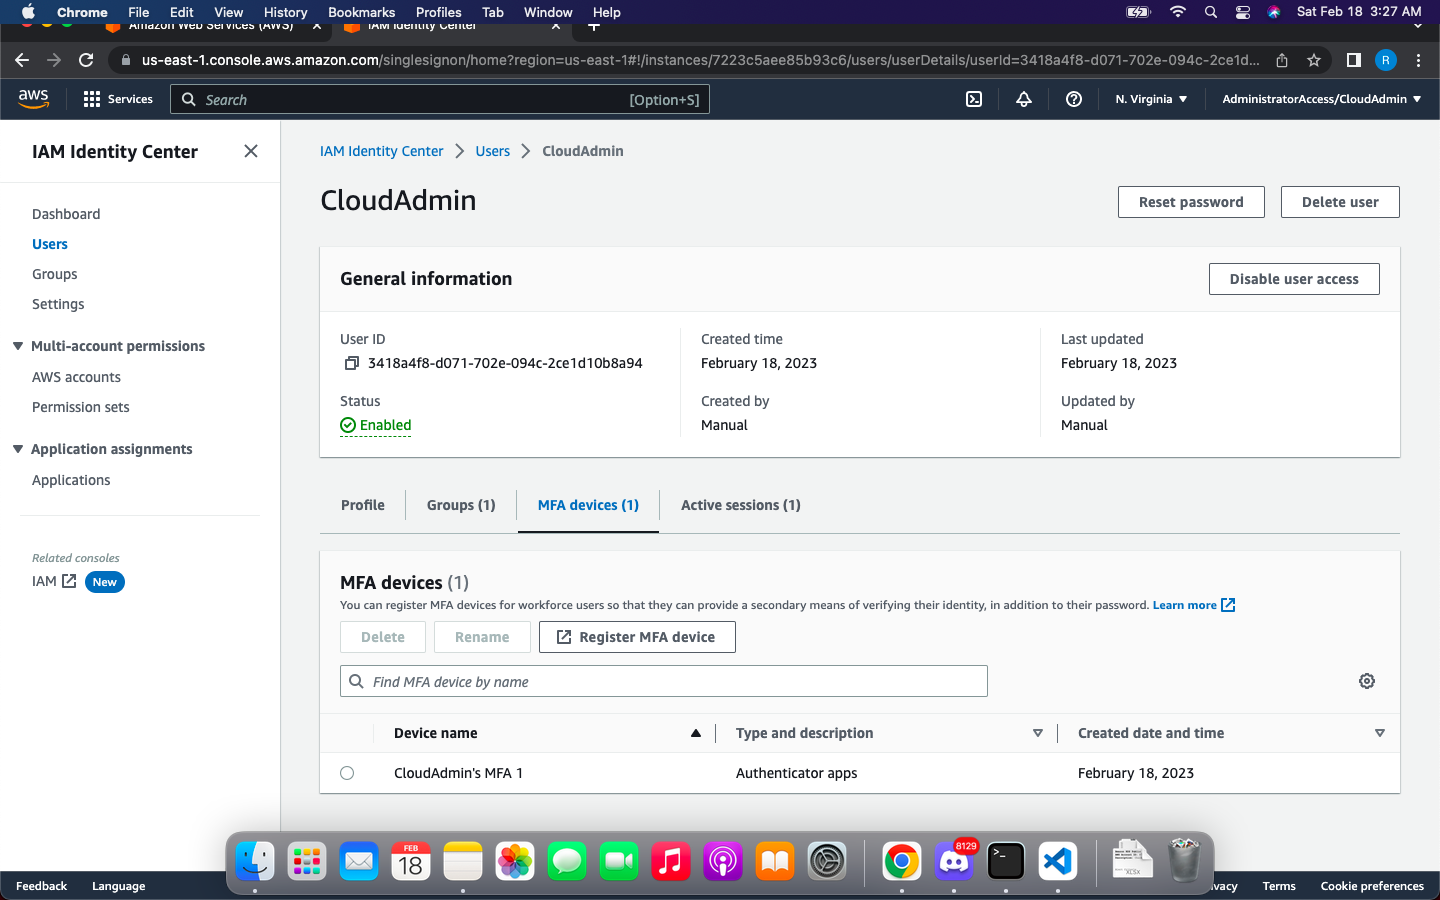 Chrome File Edit View History Bookmarks Profiles Tab Window Help Sat Feb 18 3:27 AM
Amazon Web Services (AWS) IAM Identity Center
us-east-1.console.aws.amazon.com/singlesignon/home?region=us-east-1#!/instances/7223c5aee85b93c6/users/userDetails/userId=3418a4f8-d071-702e-094c-2ce1d... R
aws Services Search [Option+S] N. Virginia AdministratorAccess/CloudAdmin
IAM Identity Center
Dashboard
Users
Groups
Settings
Multi-account permissions
AWS accounts
Permission sets
Application assignments
Applications
Related consoles
IAM New
IAM Identity Center Users CloudAdmin
CloudAdmin Reset password Delete user
General information Disable user access
User ID
3418a4f8-d071-702e-094c-2ce1d10b8a94
Status
Enabled
Created time
February 18, 2023
Created by
Manual
Last updated
February 18, 2023
Updated by
Manual
Profile Groups (1) MFA devices (1) Active sessions (1)
MFA devices (1)
You can register MFA devices for workforce users so that they can provide a secondary means of verifying their identity, in addition to their password. Learn more
Delete Rename Register MFA device
Find MFA device by name
Device name Type and description Created date and time
CloudAdmin's MFA 1 Authenticator apps February 18, 2023
FEB
18
8129
>_
XLSX
Feedback Language Terms Cookie preferences